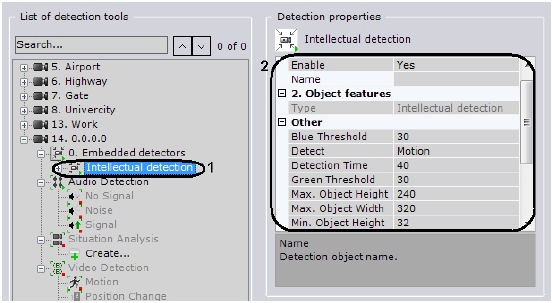 List of detection tools
Search...
0 of 0
5. Airport
6. Highway
7. Gate
8. Univercity
13. Work
14. 0.0.0.0
0. Embedded detectors
Intellectual detection
1
Audio Detection
No Signal
Noise
Signal
Situation Analysis
Create...
Video Detection
Motion
Position Change
Detection properties
Intellectual detection
2
Enable Yes
Name
2. Object features
Type Intellectual detection
Other
Blue Threshold 30
Detect Motion
Detection Time 40
Green Threshold 30
Max. Object Height 240
Max. Object Width 320
Min. Object Height 32
Name
Detection object name.